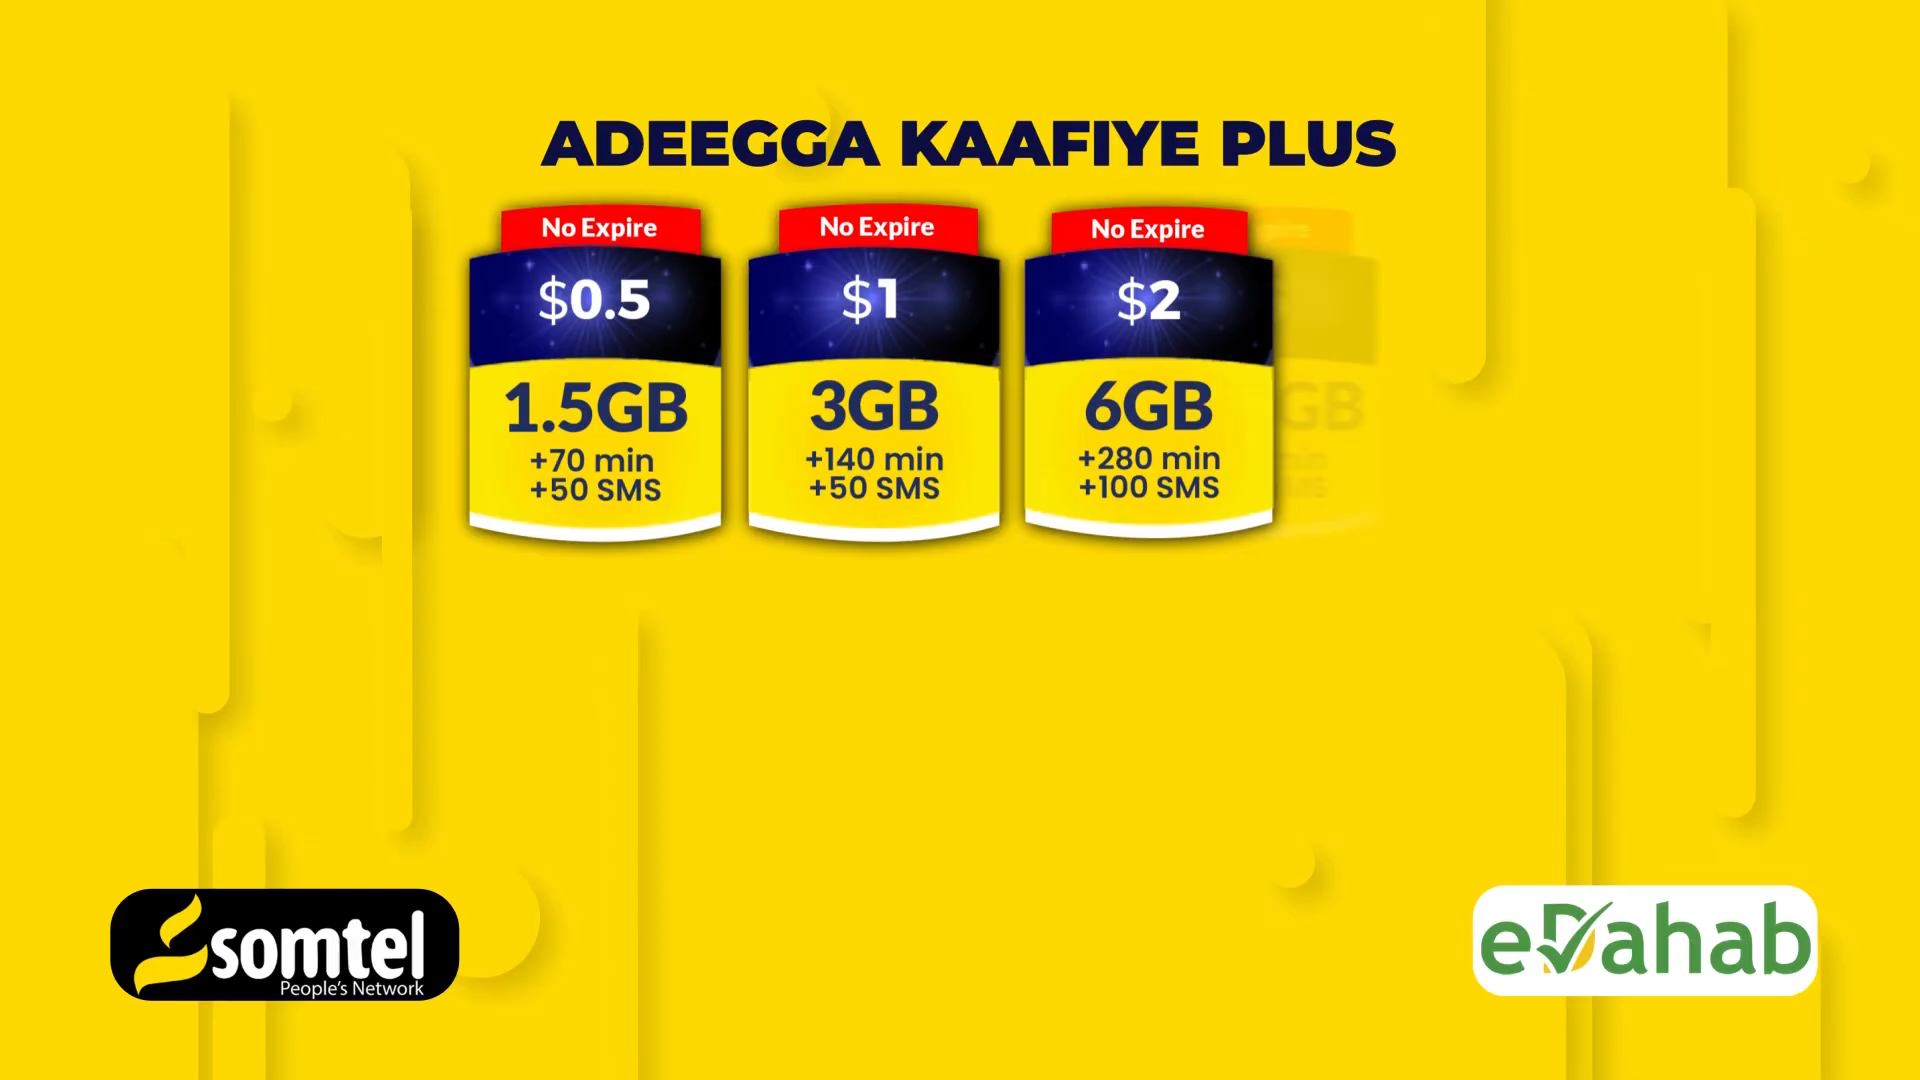 ADEEGGA KAAFIYE PLUS
No Expire
$0.5
1.5GB
+70 min
+50 SMS
No Expire
$1
3GB
+140 min
+50 SMS
No Expire
$2
6GB
+280 min
+100 SMS
GB
somtel
People's Network
eDahab